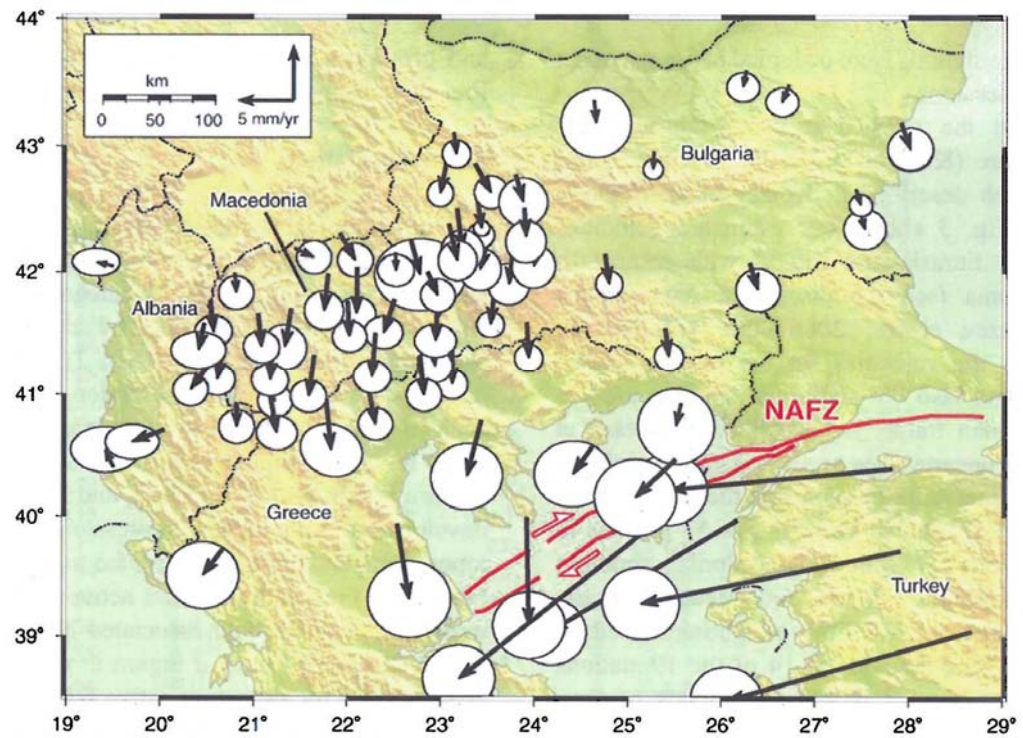 44°
km
0 50 100
5 mm/yr
43°
Bulgaria
Macedonia
42°
Albania
41°
NAFZ
Greece
40°
Turkey
39°
19° 20° 21° 22° 23° 24° 25° 26° 27° 28° 29°